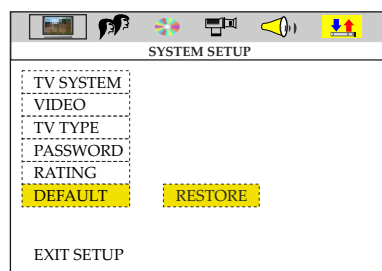 SYSTEM SETUP
TV SYSTEM
VIDEO
TV TYPE
PASSWORD
RATING
DEFAULT RESTORE
EXIT SETUP